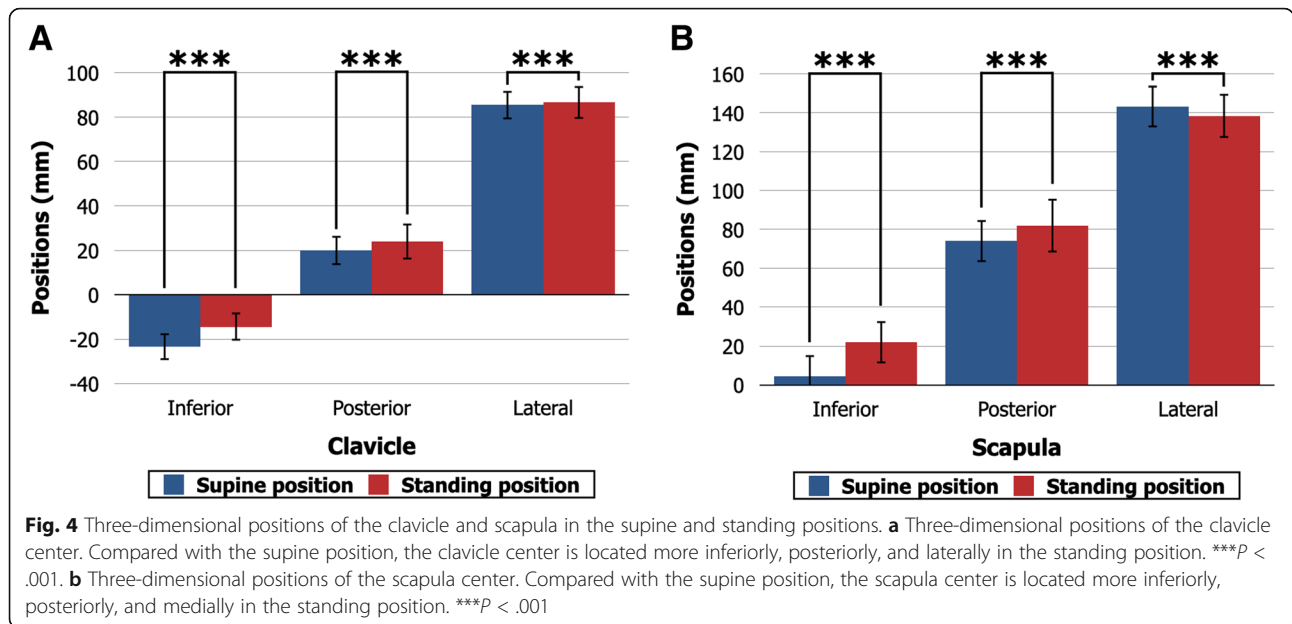 A
***
***
***
100
80
60
40
20
0
-20
-40
Positions (mm)
Inferior
Posterior
Lateral
Clavicle
Supine position
Standing position
B
***
***
***
160
140
120
100
80
60
40
20
0
Positions (mm)
Inferior
Posterior
Lateral
Scapula
Supine position
Standing position
Fig. 4 Three-dimensional positions of the clavicle and scapula in the supine and standing positions. a Three-dimensional positions of the clavicle
center. Compared with the supine position, the clavicle center is located more inferiorly, posteriorly, and laterally in the standing position. ***P <
.001. b Three-dimensional positions of the scapula center. Compared with the supine position, the scapula center is located more inferiorly,
posteriorly, and medially in the standing position. ***P < .001